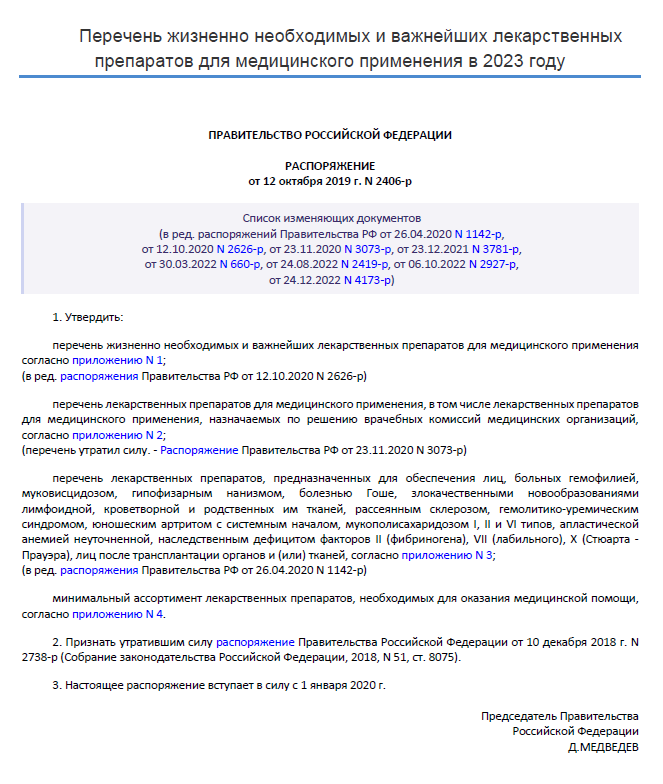 Перечень жизненно необходимых и важнейших лекарственных
препаратов для медицинского применения в 2023 году
ПРАВИТЕЛЬСТВО РОССИЙСКОЙ ФЕДЕРАЦИИ
РАСПОРЯЖЕНИЕ
от 12 октября 2019 г. N 2406-р
Список изменяющих документов
(в ред. распоряжений Правительства РФ от 26.04.2020 N 1142-р,
от 12.10.2020 N 2626-р, от 23.11.2020 N 3073-р, от 23.12.2021 N 3781-р,
от 30.03.2022 N 660-р, от 24.08.2022 N 2419-р, от 06.10.2022 N 2927-р,
от 24.12.2022 N 4173-р)
1. Утвердить:
перечень жизненно необходимых и важнейших лекарственных препаратов для медицинского применения
согласно приложению N 1;
(в ред. распоряжения Правительства РФ от 12.10.2020 N 2626-р)
перечень лекарственных препаратов для медицинского применения, в том числе лекарственных препаратов
для медицинского применения, назначаемых по решению врачебных комиссий медицинских организаций,
согласно приложению N 2;
(перечень утратил силу. - Распоряжение Правительства РФ от 23.11.2020 N 3073-р)
перечень лекарственных препаратов, предназначенных для обеспечения лиц, больных гемофилией,
муковисцидозом, гипофизарным нанизмом, болезнью Гоше, злокачественными новообразованиями
лимфоидной, кроветворной и родственных им тканей, рассеянным склерозом, гемолитико-уремическим
синдромом, юношеским артритом с системным началом, мукополисахаридозом I, II и VI типов, апластической
анемией неуточненной, наследственным дефицитом факторов II (фибриногена), VII (лабильного), X (Стюарта -
Прауэра), лиц после трансплантации органов и (или) тканей, согласно приложению N 3;
(в ред. распоряжения Правительства РФ от 26.04.2020 N 1142-р)
минимальный ассортимент лекарственных препаратов, необходимых для оказания медицинской помощи,
согласно приложению N 4.
2. Признать утратившим силу распоряжение Правительства Российской Федерации от 10 декабря 2018 г. N
2738-р (Собрание законодательства Российской Федерации, 2018, N 51, ст. 8075).
3. Настоящее распоряжение вступает в силу с 1 января 2020 г.
Председатель Правительства
Российской Федерации
Д.МЕДВЕДЕВ